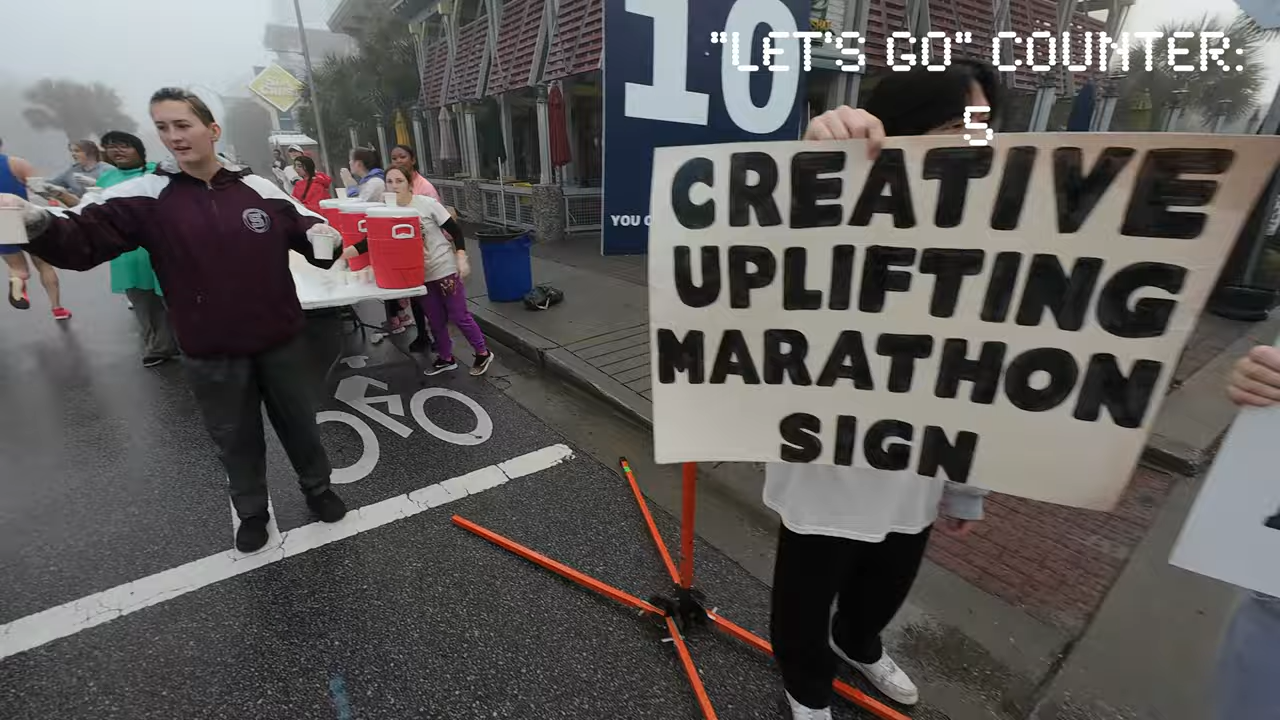 "LET'S GO" COUNTER:
5
10
YOU
CREATIVE
UPLIFTING
MARATHON
SIGN